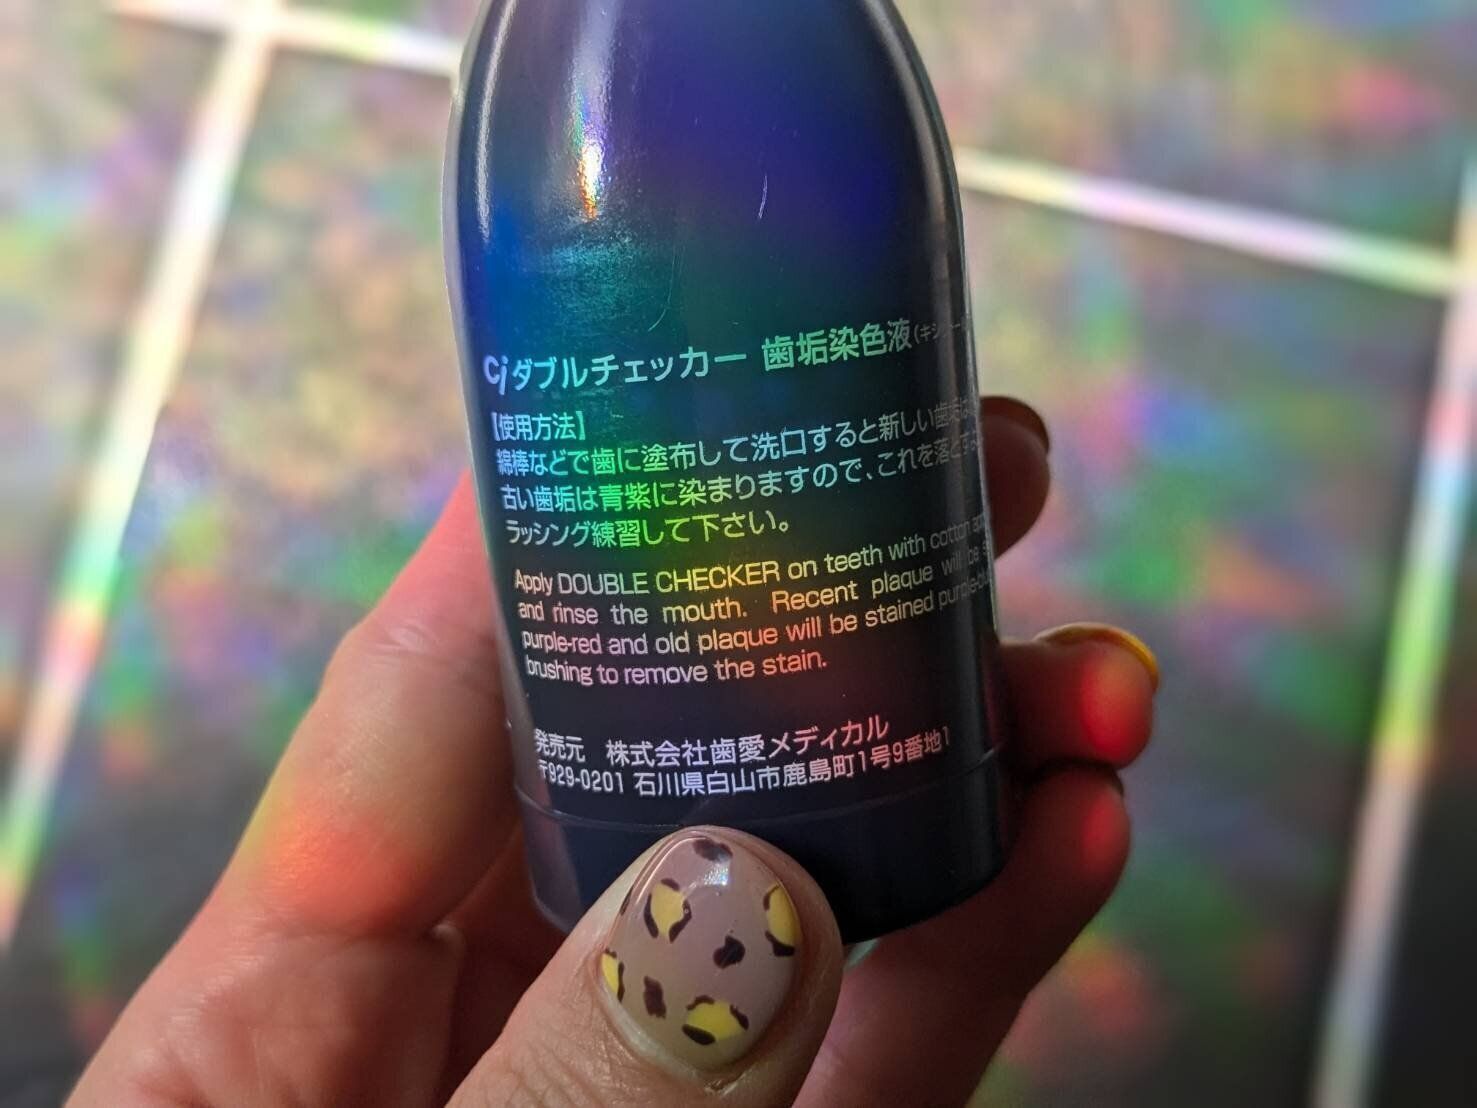 Ci ダブルチェッカー 歯垢染色液
【使用方法】
綿棒などで歯に塗布して洗口すると新しい歯垢は
古い歯垢は青紫に染まりますので、これを落と
ラッシング練習して下さい。
Apply DOUBLE CHECKER on teeth with cotton
and rinse the mouth. Recent plaque will be
purple-red and old plaque will be stained
brushing to remove the stain.
発売元 株式会社歯愛メディカル
〒929-0201 石川県白山市鹿島町1号9番地1